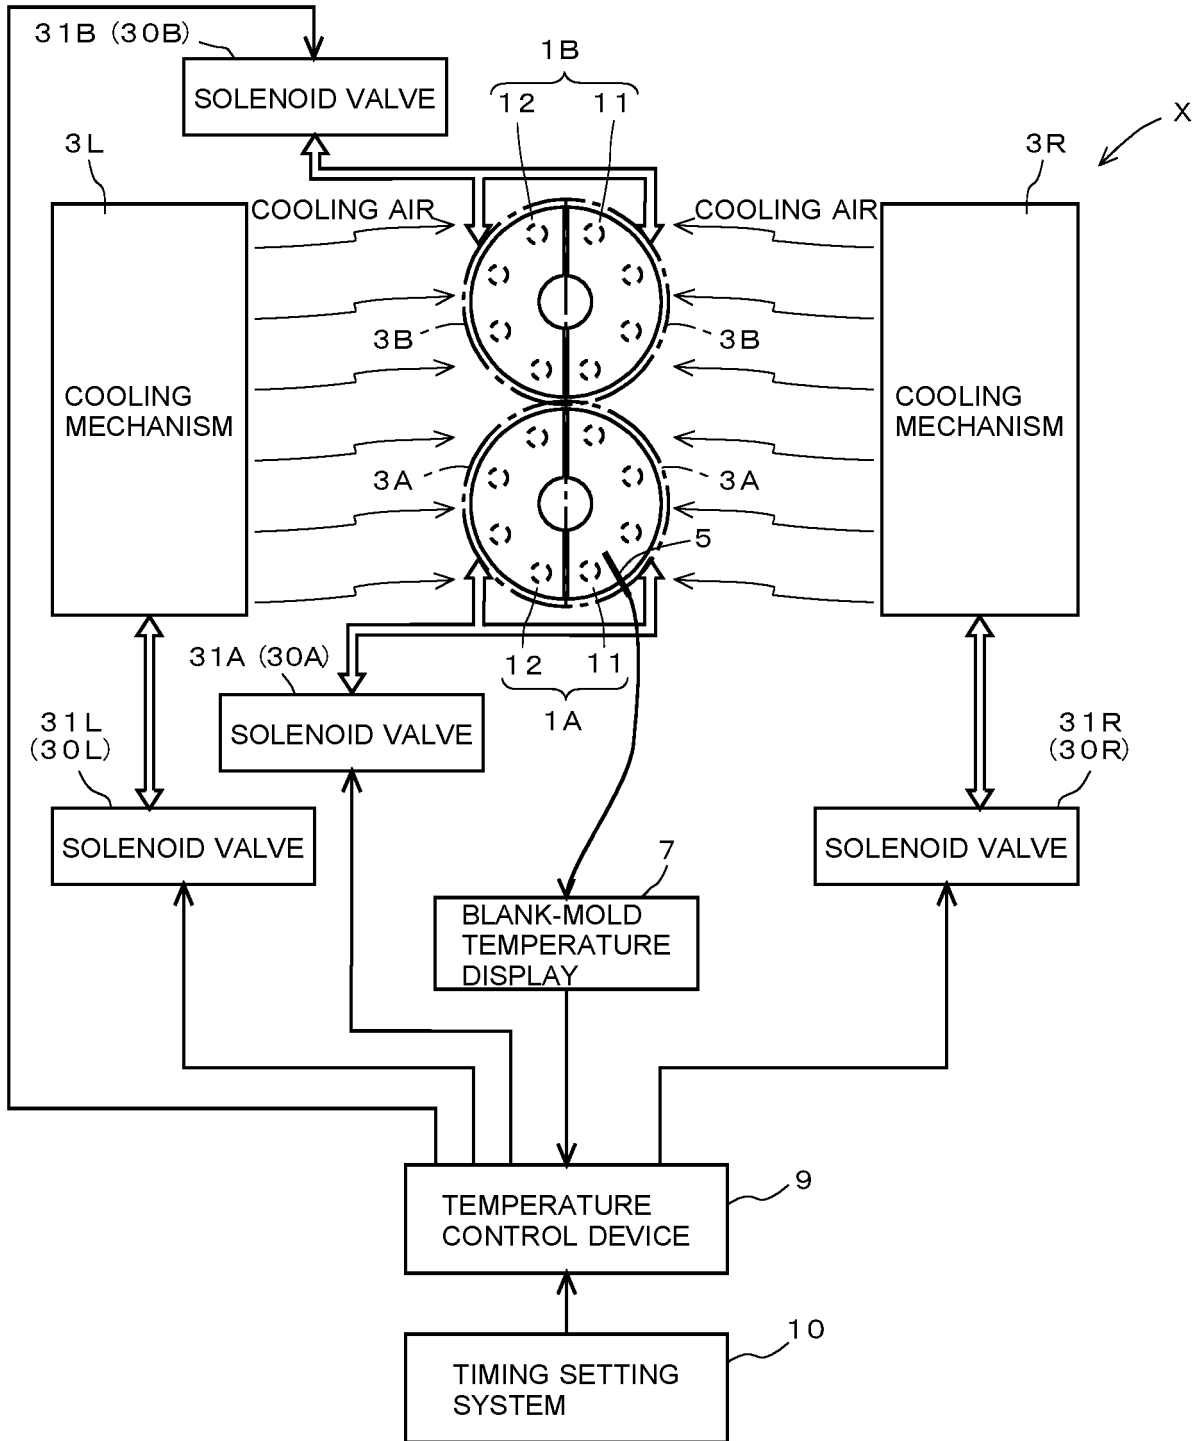 31B (30B)
SOLENOID VALVE
1B
12 11
X
3L
3R
COOLING AIR
COOLING AIR
3B
3B
COOLING
MECHANISM
COOLING
MECHANISM
3A
3A
5
31A (30A)
12 11
1A
SOLENOID VALVE
31L
(30L)
31R
(30R)
SOLENOID VALVE
SOLENOID VALVE
7
BLANK-MOLD
TEMPERATURE
DISPLAY
9
TEMPERATURE
CONTROL DEVICE
10
TIMING SETTING
SYSTEM